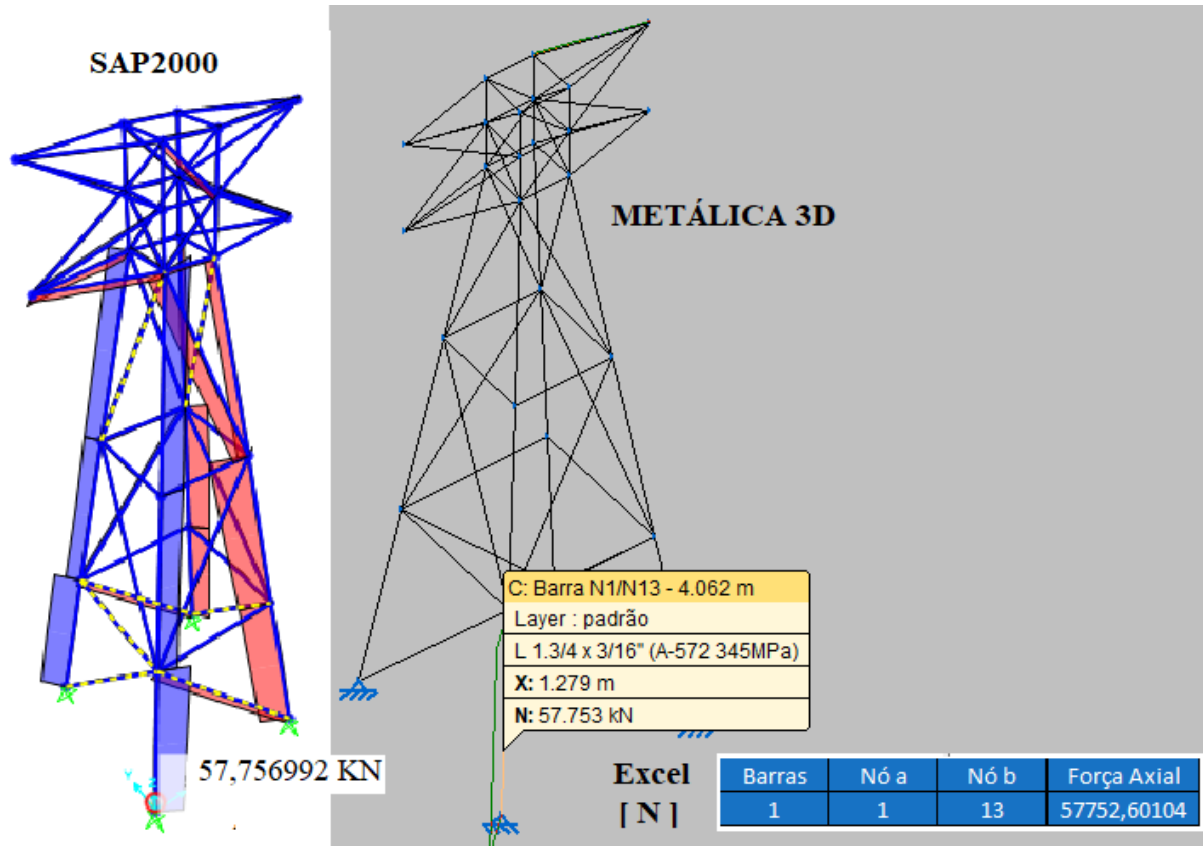 SAP2000
METÁLICA 3D
C: Barra N1/N13 - 4.062 m
Layer : padrão
L 1.3/4 x 3/16" (A-572 345MPa)
X: 1.279 m
N: 57.753 kN
57,756992 KN
Excel
[ N ]
Barras Nó a Nó b Força Axial
1 1 13 57752,60104